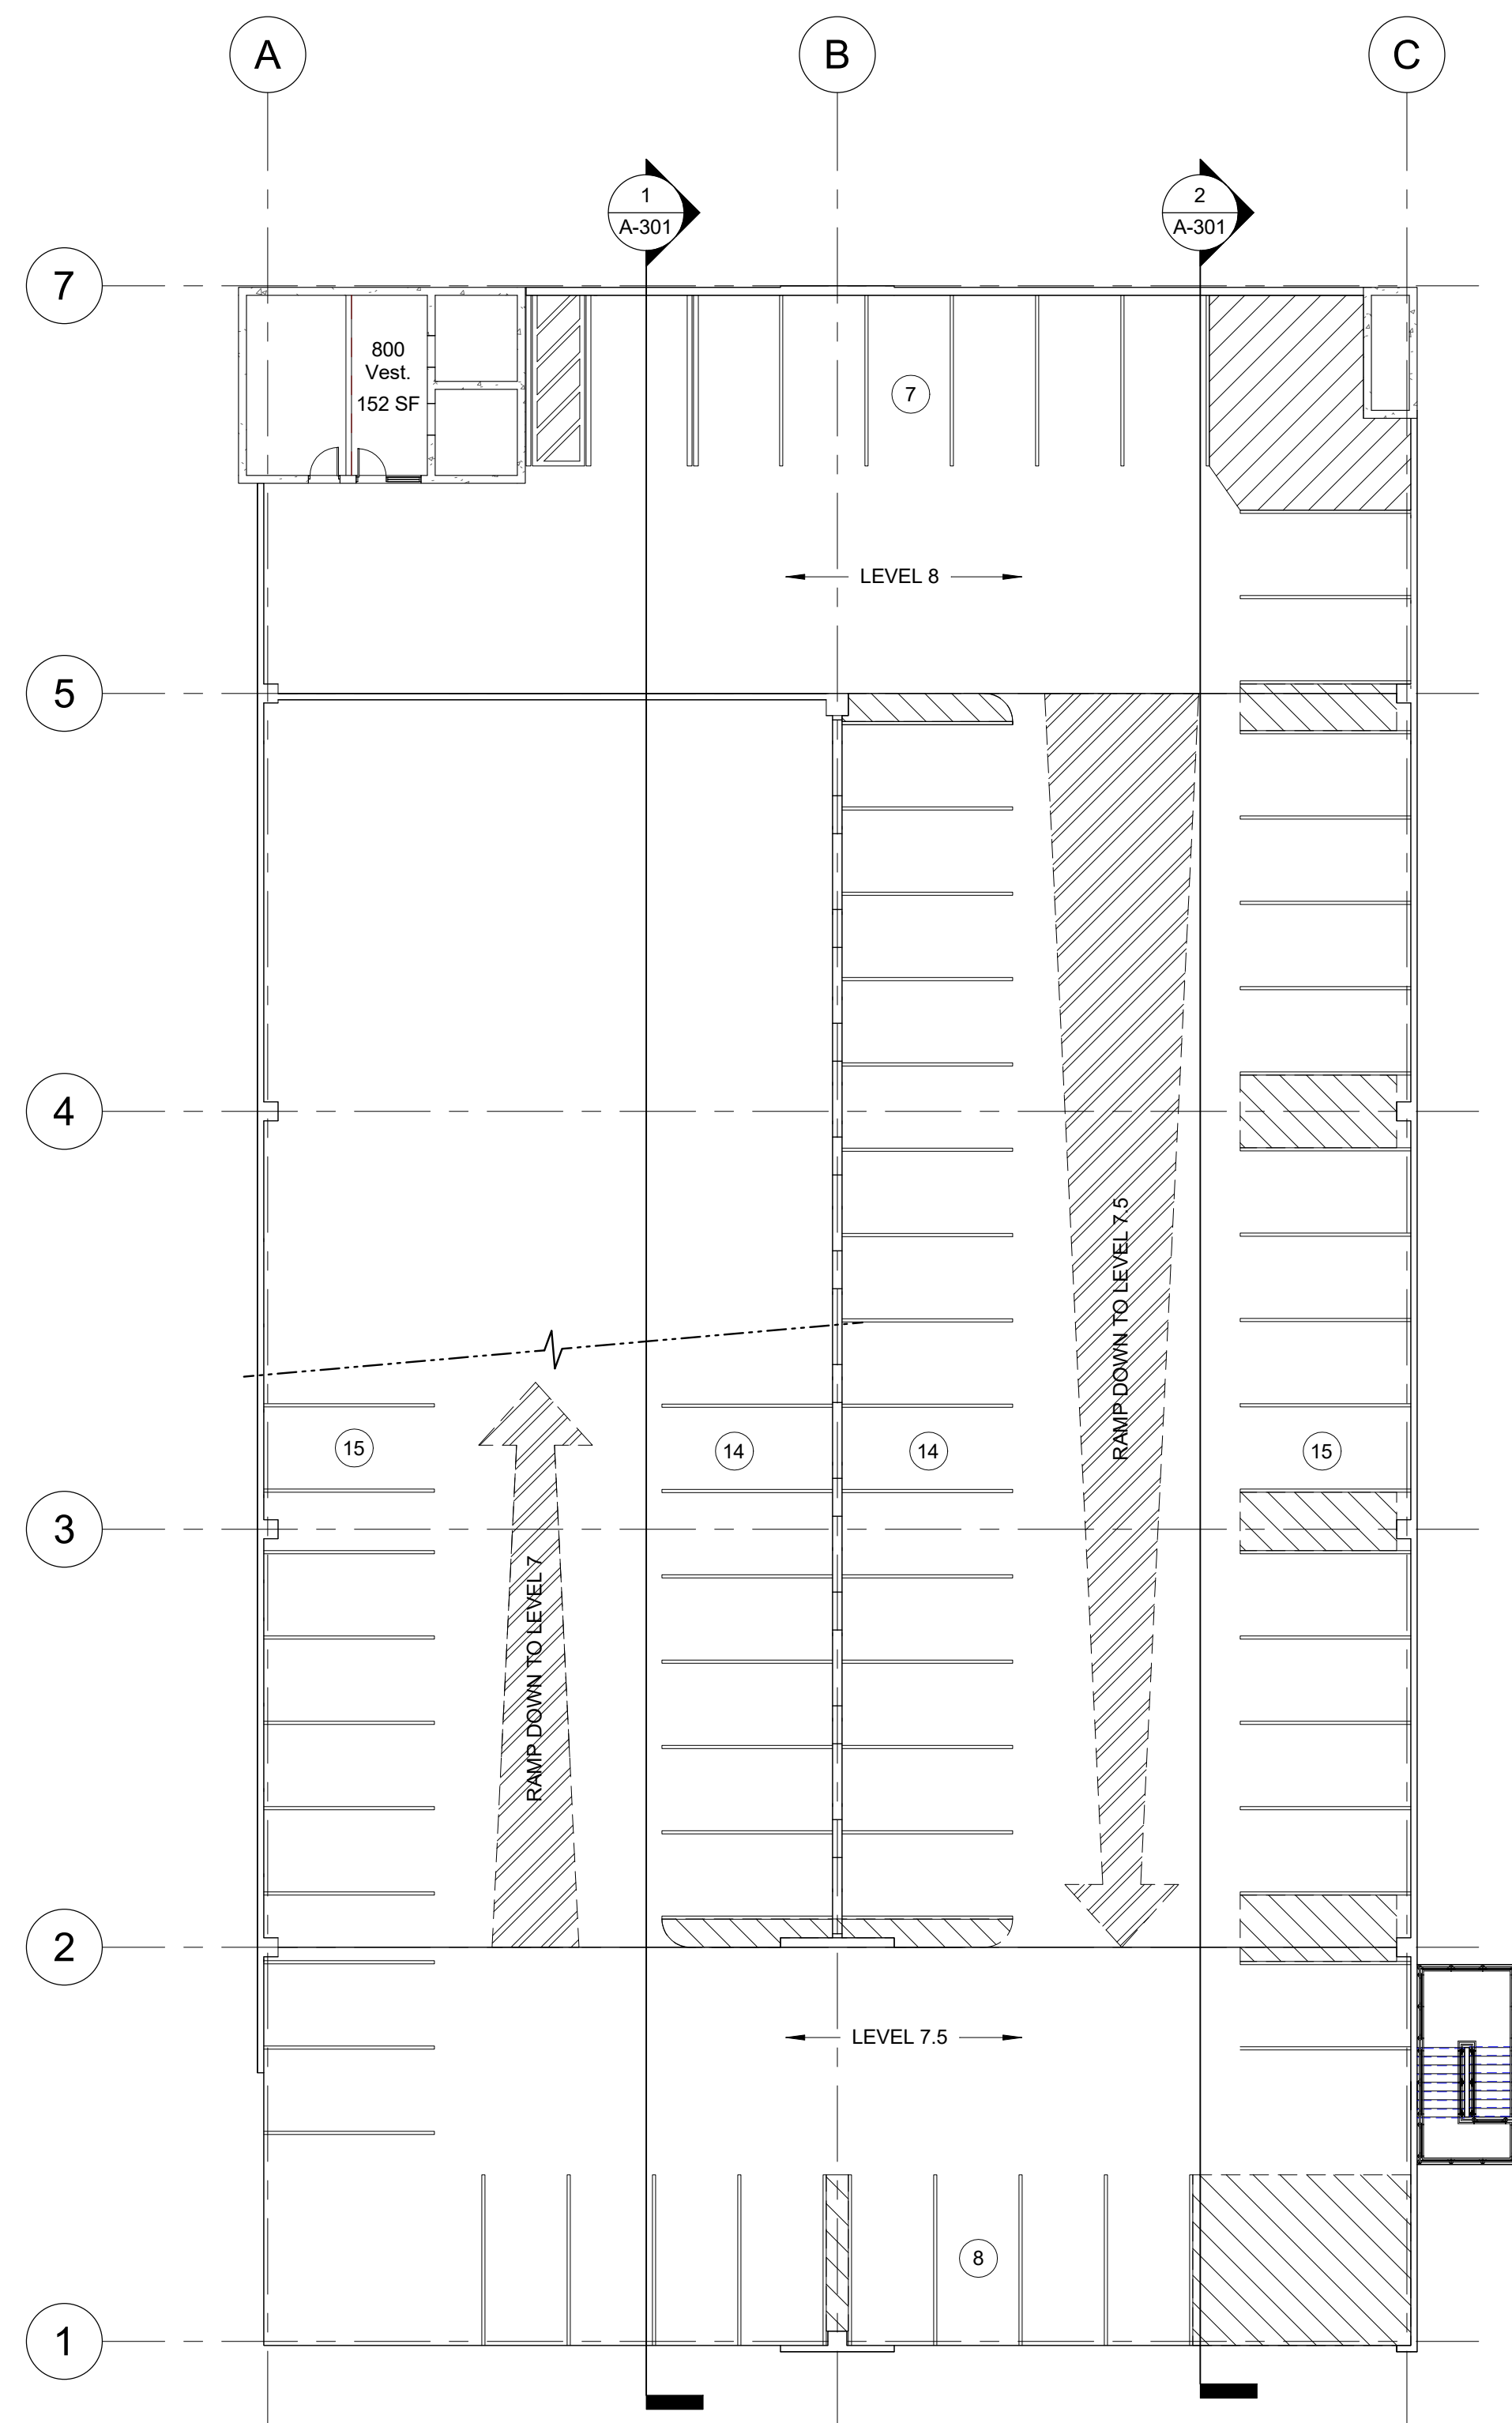 A
B
C
1
A-301
2
A-301
7
800
Vest.
152 SF
7
LEVEL 8
5
4
RAMP DOWN TO LEVEL 7.5
15
14
14
15
3
RAMP DOWN TO LEVEL 7
2
LEVEL 7.5
8
1